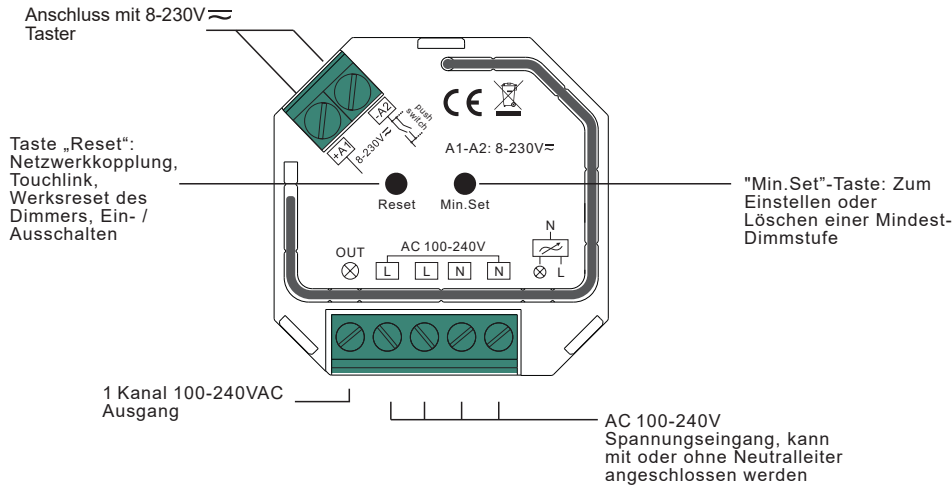 Anschluss mit 8-230V⎓
Taster
-A2
push
switch
+A1
8-230V⎓
CE
A1-A2: 8-230V⎓
Taste „Reset“:
Netzwerkkopplung,
Touchlink,
Werksreset des
Dimmers, Ein- /
Ausschalten
Reset
Min.Set
"Min.Set"-Taste: Zum
Einstellen oder
Löschen einer Mindest-
Dimmstufe
OUT
AC 100-240V
L L N N
N
L
1 Kanal 100-240VAC
Ausgang
AC 100-240V
Spannungseingang, kann
mit oder ohne Neutralleiter
angeschlossen werden